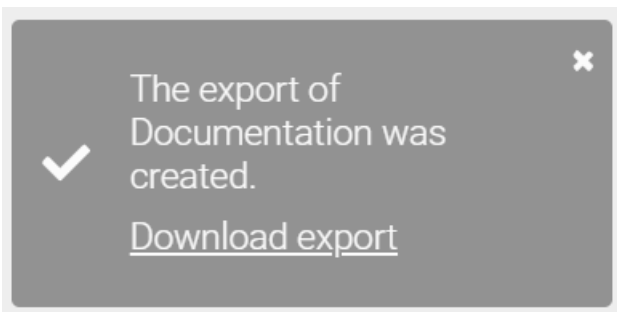 The export of
Documentation was
created.
Download export